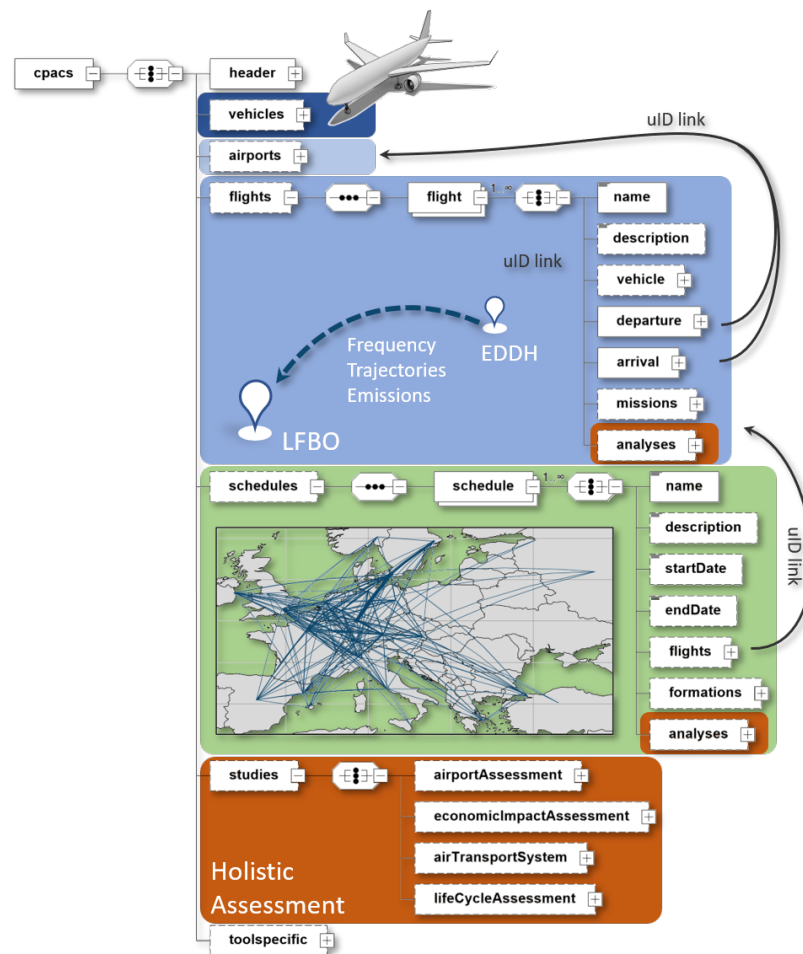 cpacs
header
vehicles
airports
uID link
flights
flight
1..∞
name
description
uID link
vehicle
departure
arrival
missions
analyses
Frequency
Trajectories
Emissions
EDDH
LFBO
schedules
schedule
1..∞
name
description
startDate
endDate
flights
formations
analyses
uID link
studies
airportAssessment
economicImpactAssessment
airTransportSystem
lifeCycleAssessment
Holistic
Assessment
toolspecific